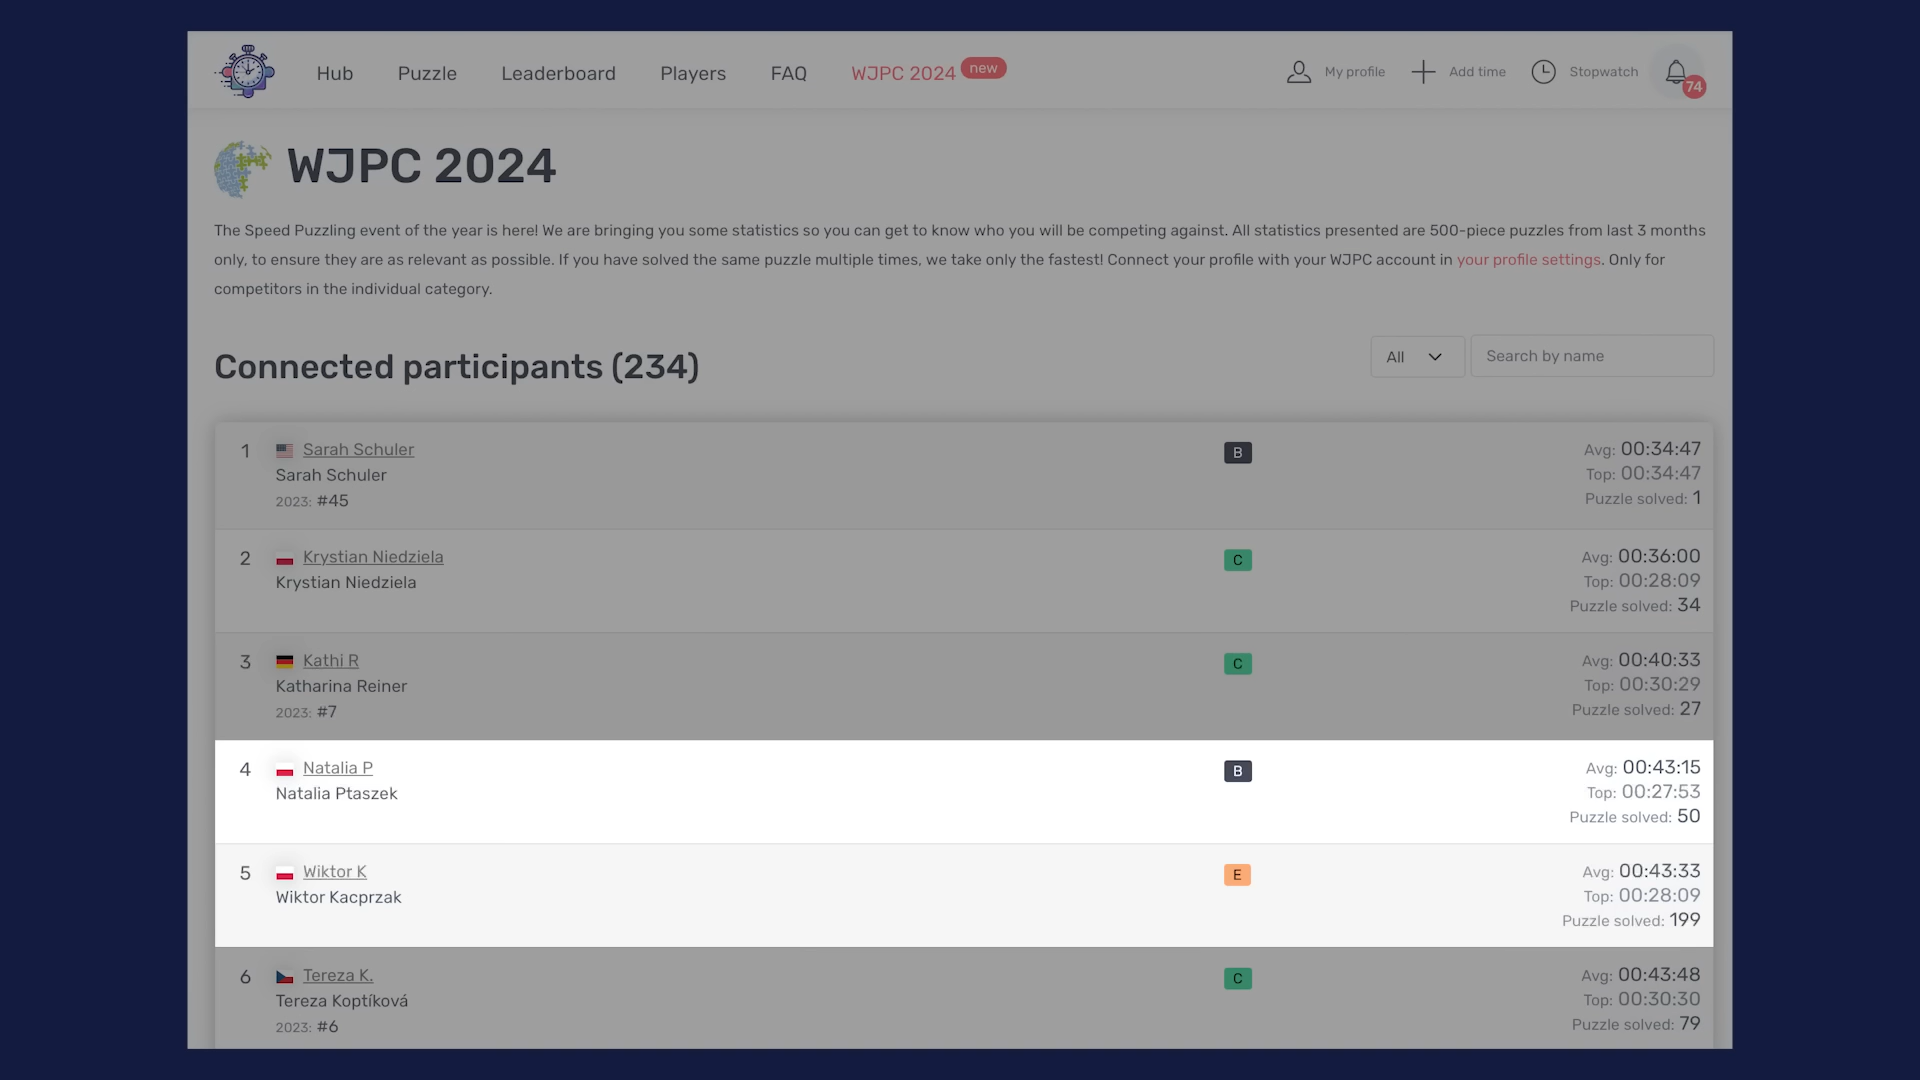 Hub Puzzle Leaderboard Players FAQ WJPC 2024 new My profile Add time Stopwatch 74
WJPC 2024
The Speed Puzzling event of the year is here! We are bringing you some statistics so you can get to know who you will be competing against. All statistics presented are 500-piece puzzles from last 3 months
only, to ensure they are as relevant as possible. If you have solved the same puzzle multiple times, we take only the fastest! Connect your profile with your WJPC account in your profile settings. Only for
competitors in the individual category.
Connected participants (234)
All Search by name
1 Sarah Schuler B Avg: 00:34:47
Sarah Schuler Top: 00:34:47
2023: #45 Puzzle solved: 1
2 Krystian Niedziela C Avg: 00:36:00
Krystian Niedziela Top: 00:28:09
Puzzle solved: 34
3 Kathi R C Avg: 00:40:33
Katharina Reiner Top: 00:30:29
2023: #7 Puzzle solved: 27
4 Natalia P B Avg: 00:43:15
Natalia Ptaszek Top: 00:27:53
Puzzle solved: 50
5 Wiktor K E Avg: 00:43:33
Wiktor Kacprzak Top: 00:28:09
Puzzle solved: 199
6 Tereza K. C Avg: 00:43:48
Tereza Koptíková Top: 00:30:30
2023: #6 Puzzle solved: 79